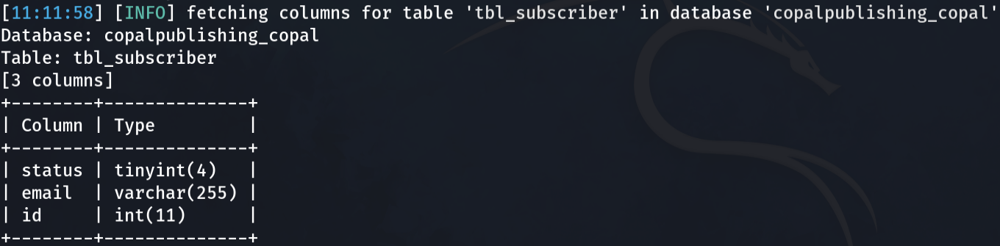 [11:11:58] [INFO] fetching columns for table 'tbl_subscriber' in database 'copalpublishing_copal'
Database: copalpublishing_copal
Table: tbl_subscriber
[3 columns]
+--------+--------------+
| Column | Type         |
+--------+--------------+
| status | tinyint(4)   |
| email  | varchar(255) |
| id     | int(11)      |
+--------+--------------+